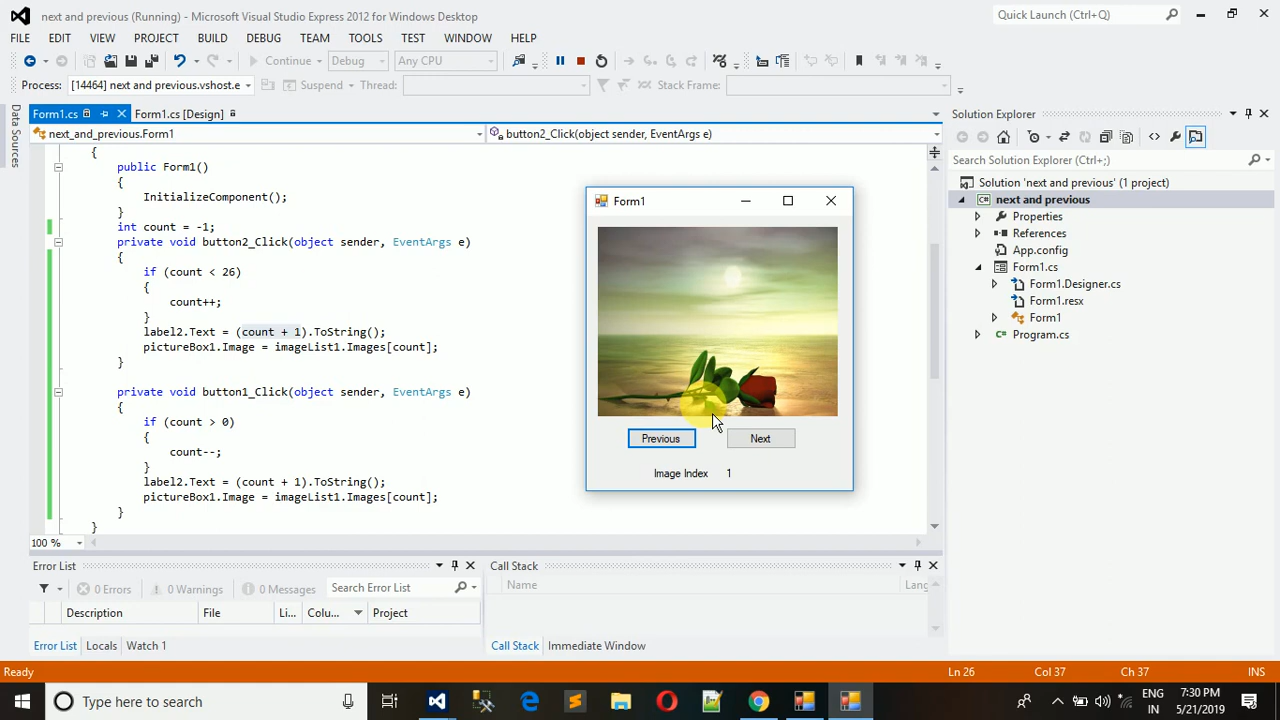 next and previous (Running) - Microsoft Visual Studio Express 2012 for Windows Desktop
Quick Launch (Ctrl+Q)
FILE EDIT VIEW PROJECT BUILD DEBUG TEAM TOOLS TEST WINDOW HELP
Continue Debug Any CPU
Process: [14464] next and previous.vshost.e Suspend Thread: Stack Frame:
Data Sources
Form1.cs Form1.cs [Design]
next_and_previous.Form1 button2_Click(object sender, EventArgs e)
{
public Form1()
{
InitializeComponent();
}
int count = -1;
private void button2_Click(object sender, EventArgs e)
{
if (count < 26)
{
count++;
}
label2.Text = (count + 1).ToString();
pictureBox1.Image = imageList1.Images[count];
}
private void button1_Click(object sender, EventArgs e)
{
if (count > 0)
{
count--;
}
label2.Text = (count + 1).ToString();
pictureBox1.Image = imageList1.Images[count];
}
}
100 %
Form1
Previous Next
Image Index 1
Solution Explorer
Search Solution Explorer (Ctrl+;)
Solution 'next and previous' (1 project)
next and previous
Properties
References
App.config
Form1.cs
Form1.Designer.cs
Form1.resx
Form1
Program.cs
Error List
0 Errors 0 Warnings 0 Messages Search Error List
Description File Li... Colu... Project
Error List Locals Watch 1
Call Stack
Name Lang
Call Stack Immediate Window
Ready Ln 26 Col 37 Ch 37 INS
Type here to search
ENG
IN
7:30 PM
5/21/2019